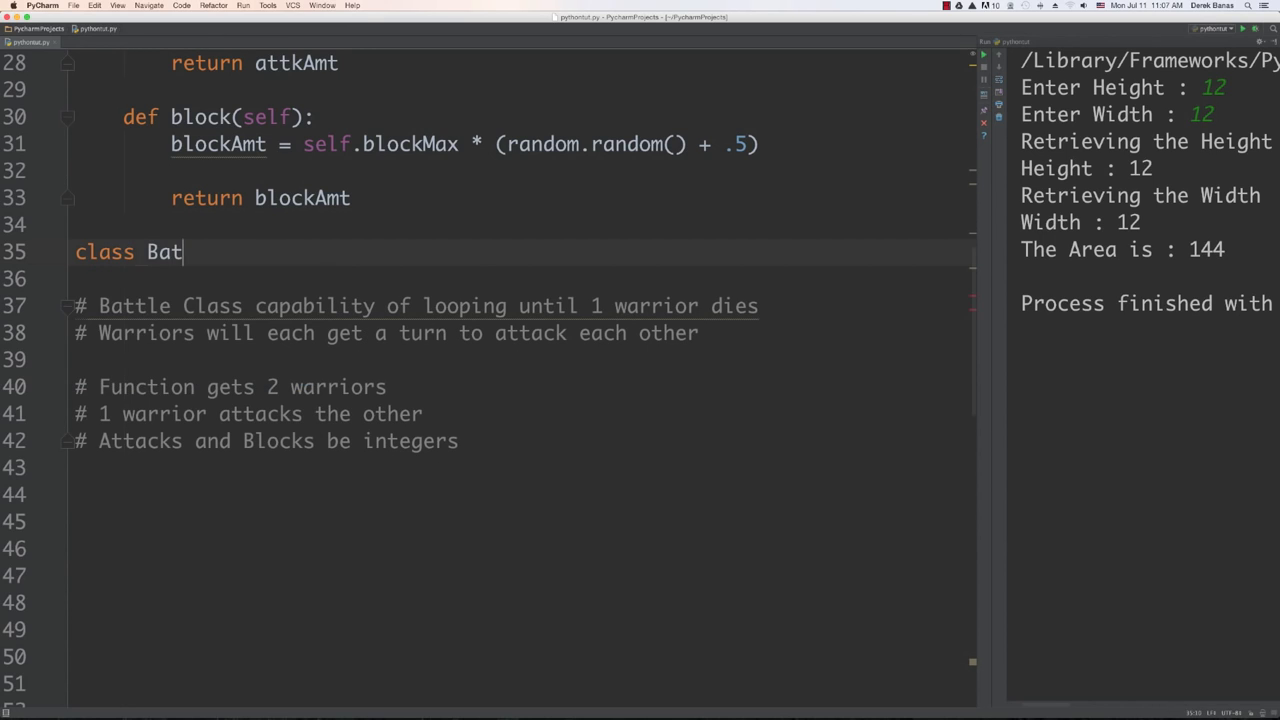 PyCharm File Edit View Navigate Code Refactor Run Tools VCS Window Help
10 Mon Jul 11 11:07 AM Derek Banas
pythontut.py - PycharmProjects - [~/PycharmProjects]
PycharmProjects pythontut.py
pythontut
pythontut.py
Run pythontut
28 return attkAmt
29
30 def block(self):
31 blockAmt = self.blockMax * (random.random() + .5)
32
33 return blockAmt
34
35 class Bat
36
37 # Battle Class capability of looping until 1 warrior dies
38 # Warriors will each get a turn to attack each other
39
40 # Function gets 2 warriors
41 # 1 warrior attacks the other
42 # Attacks and Blocks be integers
43
44
45
46
47
48
49
50
51
/Library/Frameworks/Py
Enter Height : 12
Enter Width : 12
Retrieving the Height
Height : 12
Retrieving the Width
Width : 12
The Area is : 144
Process finished with
35:10 LF‡ UTF-8‡